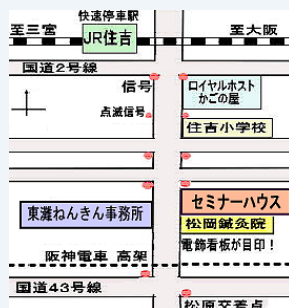 快速停車駅
至三宮
JR住吉
至大阪
国道2号線
信号
点滅信号
ロイヤルホスト
かごの屋
住吉小学校
東灘ねんきん事務所
セミナーハウス
松岡鍼灸院
電飾看板が目印！
阪神電車 高架
国道43号線
松原交差点